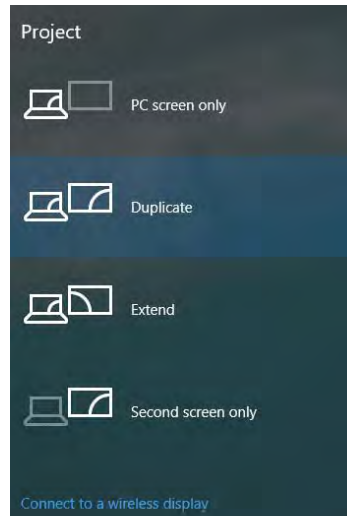 Project
PC screen only
Duplicate
Extend
Second screen only
Connect to a wireless display